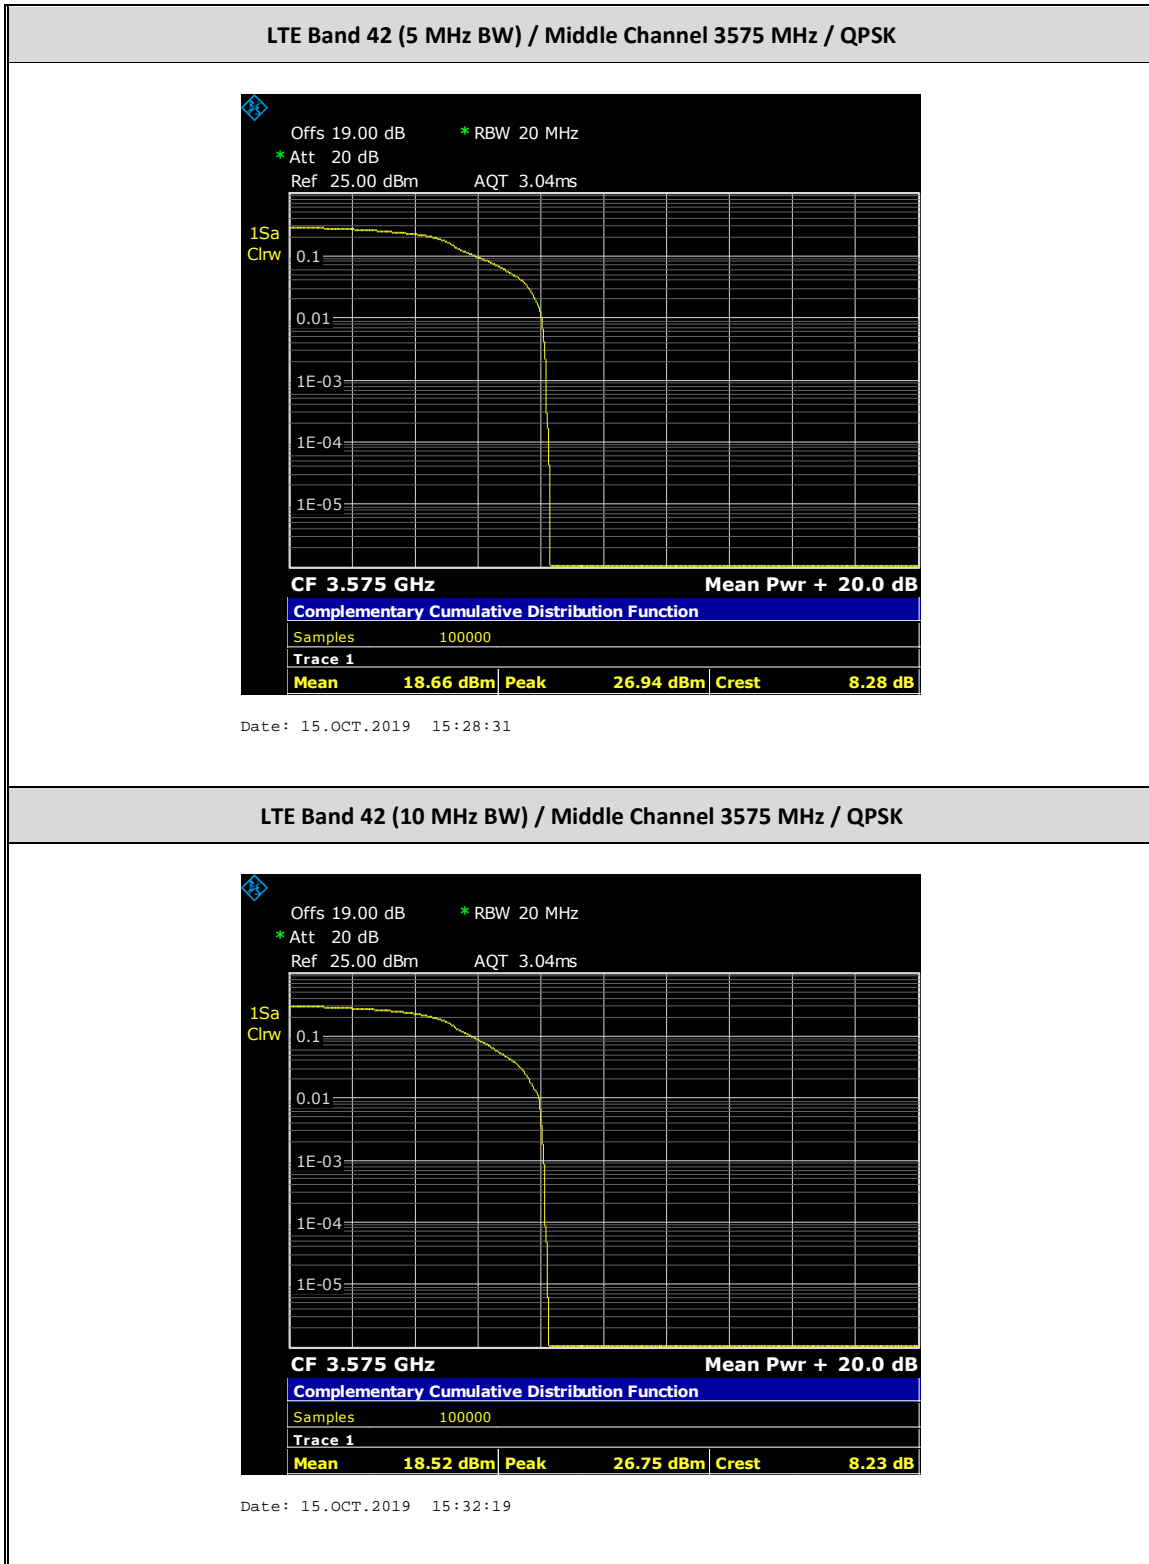 LTE Band 42 (5 MHz BW) / Middle Channel 3575 MHz / QPSK
Offs 19.00 dB * RBW 20 MHz
* Att 20 dB
Ref 25.00 dBm AQT 3.04ms
1Sa
Clrw
0.1
0.01
1E-03
1E-04
1E-05
CF 3.575 GHz Mean Pwr + 20.0 dB
Complementary Cumulative Distribution Function
Samples 100000
Trace 1
Mean 18.66 dBm Peak 26.94 dBm Crest 8.28 dB
Date: 15.OCT.2019 15:28:31
LTE Band 42 (10 MHz BW) / Middle Channel 3575 MHz / QPSK
Offs 19.00 dB * RBW 20 MHz
* Att 20 dB
Ref 25.00 dBm AQT 3.04ms
1Sa
Clrw
0.1
0.01
1E-03
1E-04
1E-05
CF 3.575 GHz Mean Pwr + 20.0 dB
Complementary Cumulative Distribution Function
Samples 100000
Trace 1
Mean 18.52 dBm Peak 26.75 dBm Crest 8.23 dB
Date: 15.OCT.2019 15:32:19